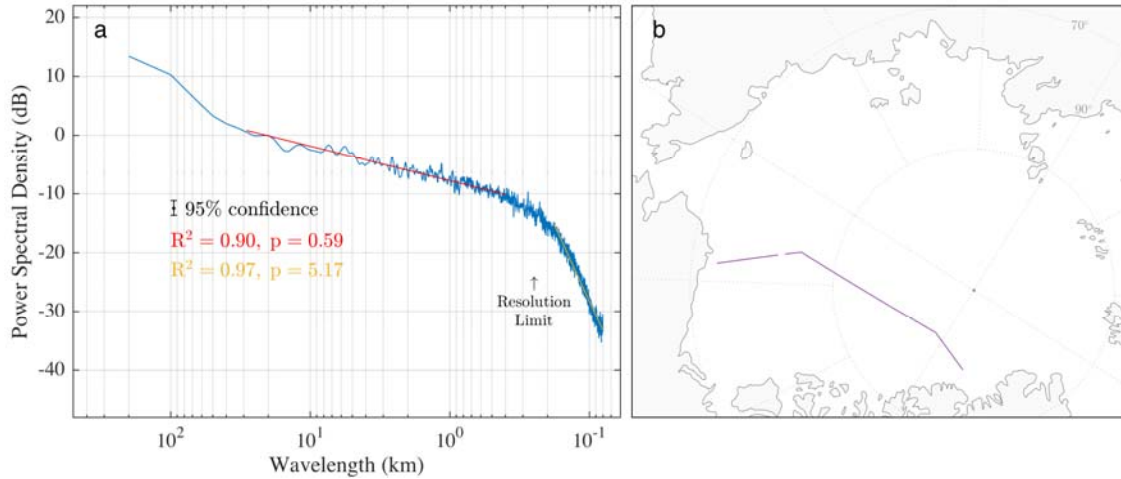 a
20
10
0
-10
-20
-30
-40
Power Spectral Density (dB)
95% confidence
R² = 0.90, p = 0.59
R² = 0.97, p = 5.17
↑
Resolution
Limit
10² 10¹ 10⁰ 10⁻¹
Wavelength (km)
b
70°
90°